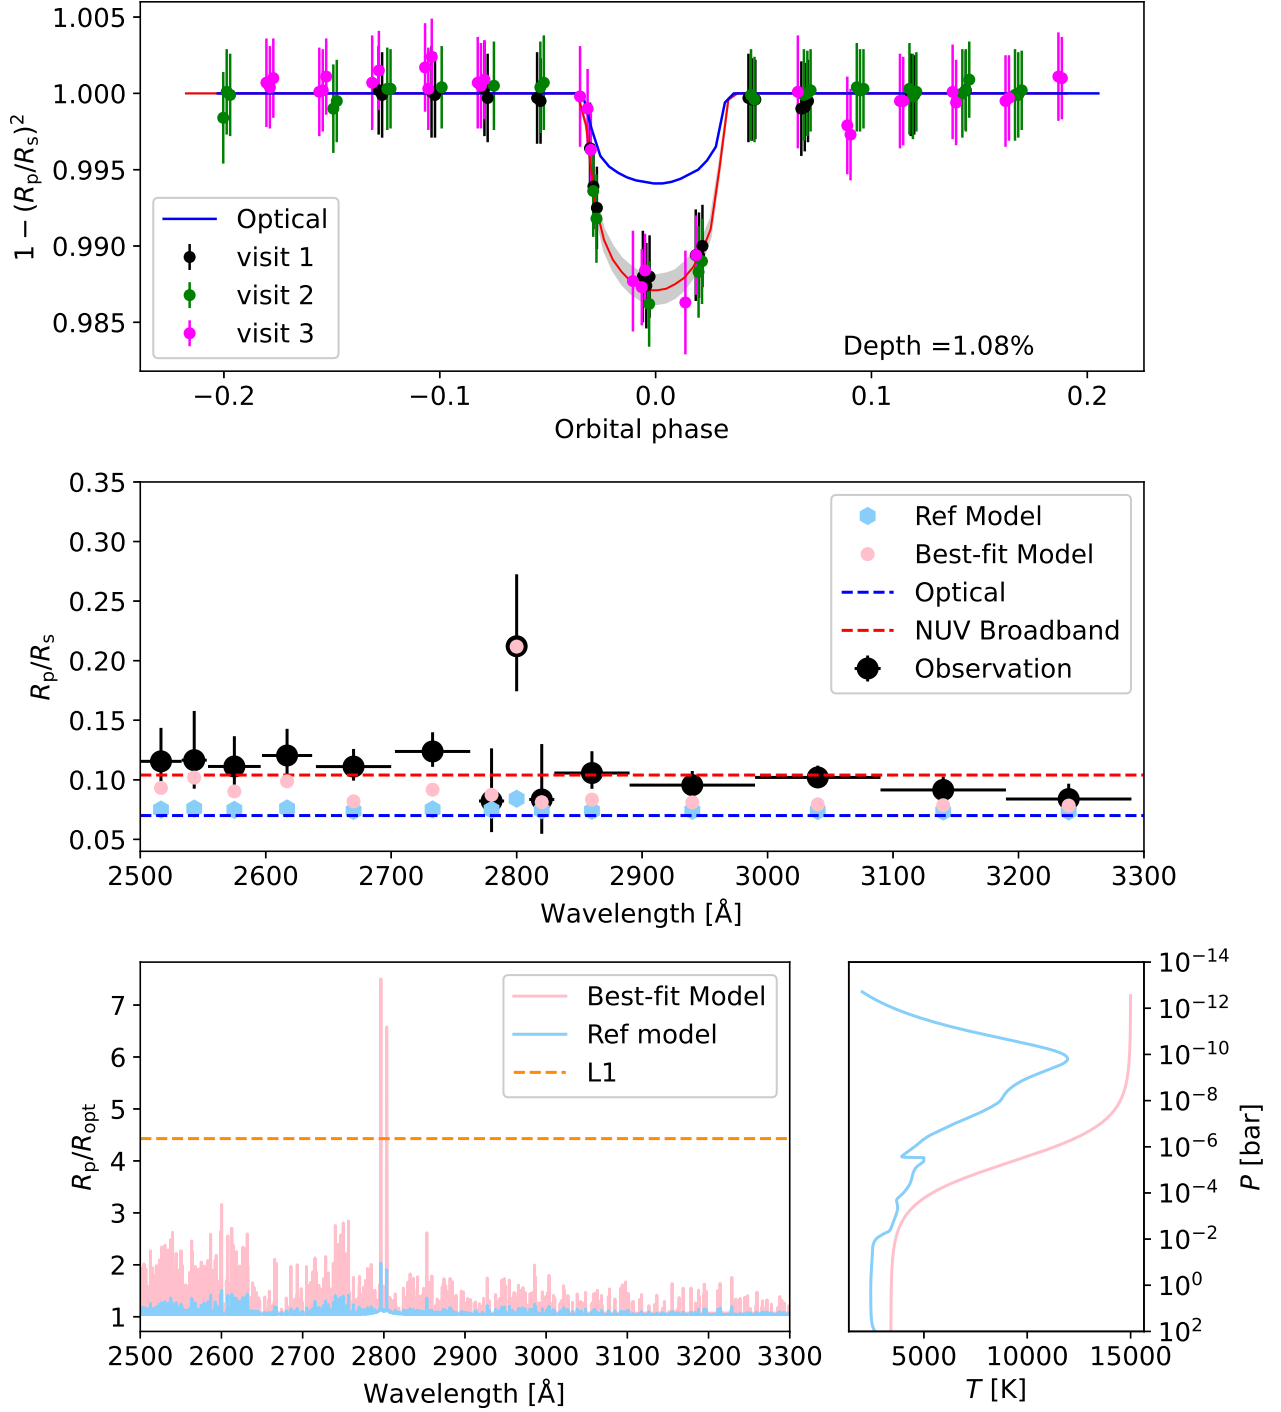 1.005
1.000
0.995
0.990
0.985
1 − (Rp/Rs)²
Optical
visit 1
visit 2
visit 3
Depth =1.08%
−0.2 −0.1 0.0 0.1 0.2
Orbital phase
0.35
0.30
0.25
0.20
0.15
0.10
0.05
Rp/Rs
Ref Model
Best-fit Model
Optical
NUV Broadband
Observation
2500 2600 2700 2800 2900 3000 3100 3200 3300
Wavelength [Å]
7
6
5
4
3
2
1
Rp/Ropt
Best-fit Model
Ref model
L1
2500 2600 2700 2800 2900 3000 3100 3200 3300
Wavelength [Å]
10⁻¹⁴
10⁻¹²
10⁻¹⁰
10⁻⁸
10⁻⁶
10⁻⁴
10⁻²
10⁰
10²
P [bar]
5000 10000 15000
T [K]